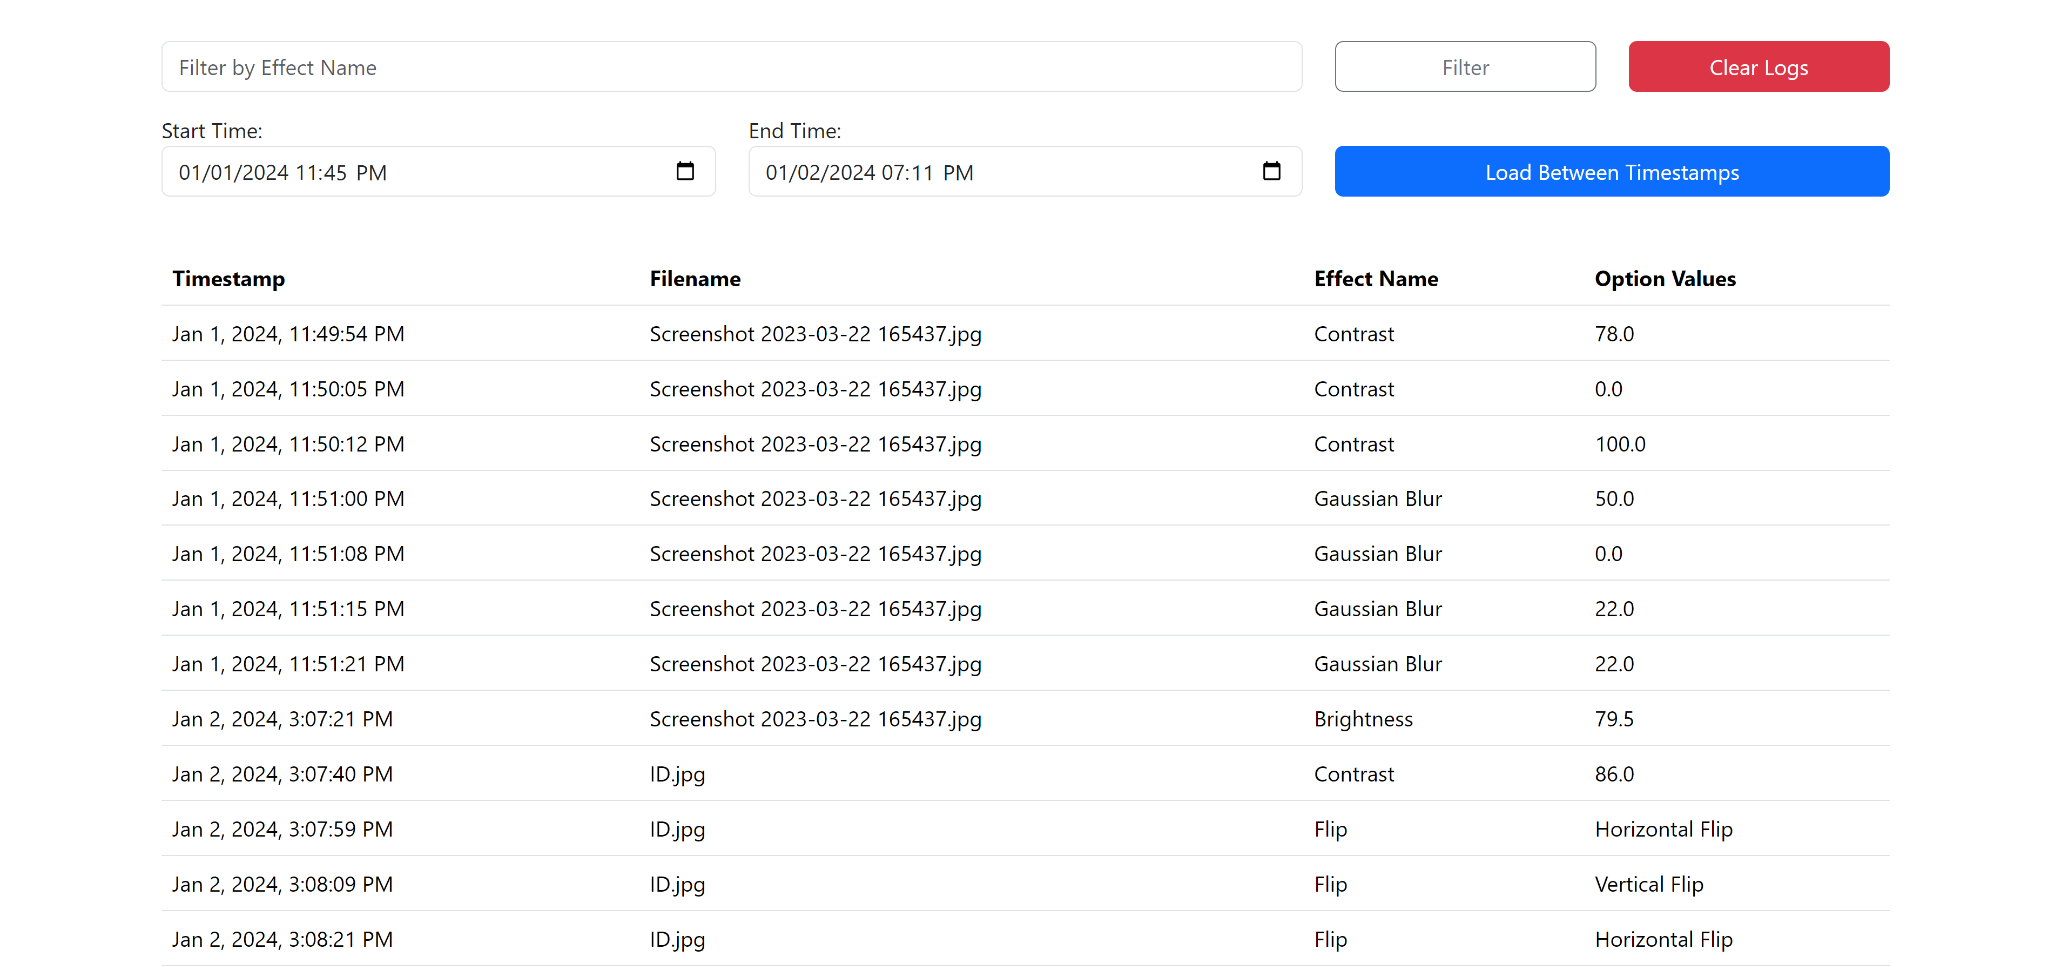 Filter by Effect Name Filter Clear Logs
Start Time: End Time:
01/01/2024 11:45 PM 01/02/2024 07:11 PM Load Between Timestamps
Timestamp Filename Effect Name Option Values
Jan 1, 2024, 11:49:54 PM Screenshot 2023-03-22 165437.jpg Contrast 78.0
Jan 1, 2024, 11:50:05 PM Screenshot 2023-03-22 165437.jpg Contrast 0.0
Jan 1, 2024, 11:50:12 PM Screenshot 2023-03-22 165437.jpg Contrast 100.0
Jan 1, 2024, 11:51:00 PM Screenshot 2023-03-22 165437.jpg Gaussian Blur 50.0
Jan 1, 2024, 11:51:08 PM Screenshot 2023-03-22 165437.jpg Gaussian Blur 0.0
Jan 1, 2024, 11:51:15 PM Screenshot 2023-03-22 165437.jpg Gaussian Blur 22.0
Jan 1, 2024, 11:51:21 PM Screenshot 2023-03-22 165437.jpg Gaussian Blur 22.0
Jan 2, 2024, 3:07:21 PM Screenshot 2023-03-22 165437.jpg Brightness 79.5
Jan 2, 2024, 3:07:40 PM ID.jpg Contrast 86.0
Jan 2, 2024, 3:07:59 PM ID.jpg Flip Horizontal Flip
Jan 2, 2024, 3:08:09 PM ID.jpg Flip Vertical Flip
Jan 2, 2024, 3:08:21 PM ID.jpg Flip Horizontal Flip